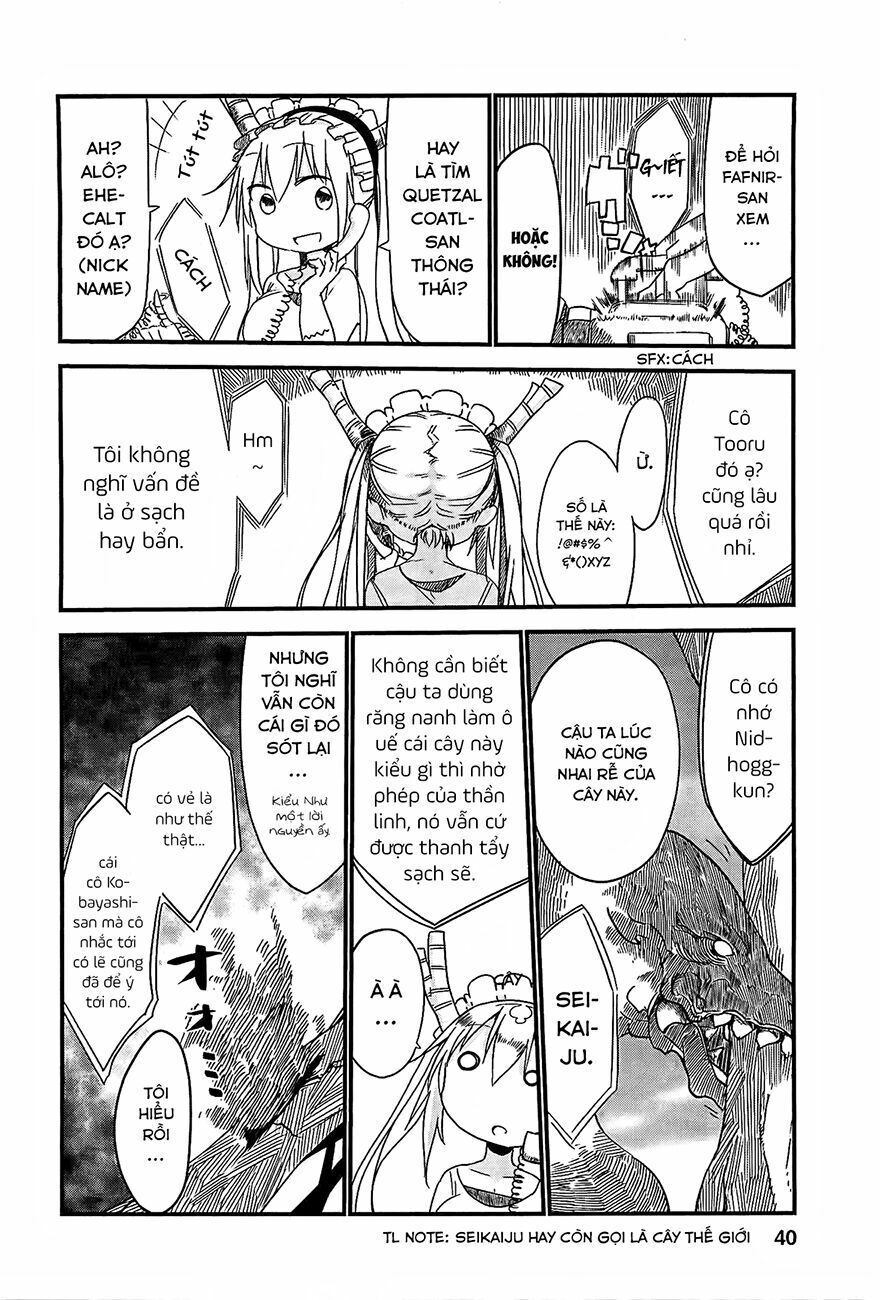 ĐỂ HỎI
FAFNIR-
SAN
XEM
...
G~IẾT
....
HOẶC
KHÔNG!
SFX: CÁCH
HAY
LÀ TÌM
QUETZAL
COATL-
SAN
THÔNG
THÁI?
Tút tút
CÁCH
AH?
ALÔ?
EHE-
CALT
ĐÓ Ạ?
(NICK
NAME)
Cô
Tooru
đó ạ?
cũng lâu
quá rồi
nhỉ.
Ừ.
SỐ LÀ
THẾ NÀY:
!@#$%^
&*()XYZ
Hm
~
Tôi không
nghĩ vấn đề
là ở sạch
hay bẩn.
Cô có
nhớ
Nid-
hogg-
kun?
CẬU TA LÚC
NÀO CŨNG
NHAI RỄ CỦA
CÂY NÀY.
SEI-
KAI-
JU.
Không cần biết
cậu ta dùng
răng nanh làm ô
uế cái cây này
kiểu gì thì nhờ
phép của thần
linh, nó vẫn cứ
được thanh tẩy
sạch sẽ.
À À
...
NHƯNG
TÔI NGHĨ
VẪN CÒN
CÁI GÌ ĐÓ
SÓT LẠI
...
Kiểu Như
một lời
nguyền ấy.
có vẻ là
như thế
thật...
cái
cô Ko-
bayashi-
san mà cô
nhắc tới
có lẽ cũng
đã để ý
tới nó.
オオ...
TÔI
HIỂU
RỒI
...
TL NOTE: SEIKAIJU HAY CÒN GỌI LÀ CÂY THẾ GIỚI
40